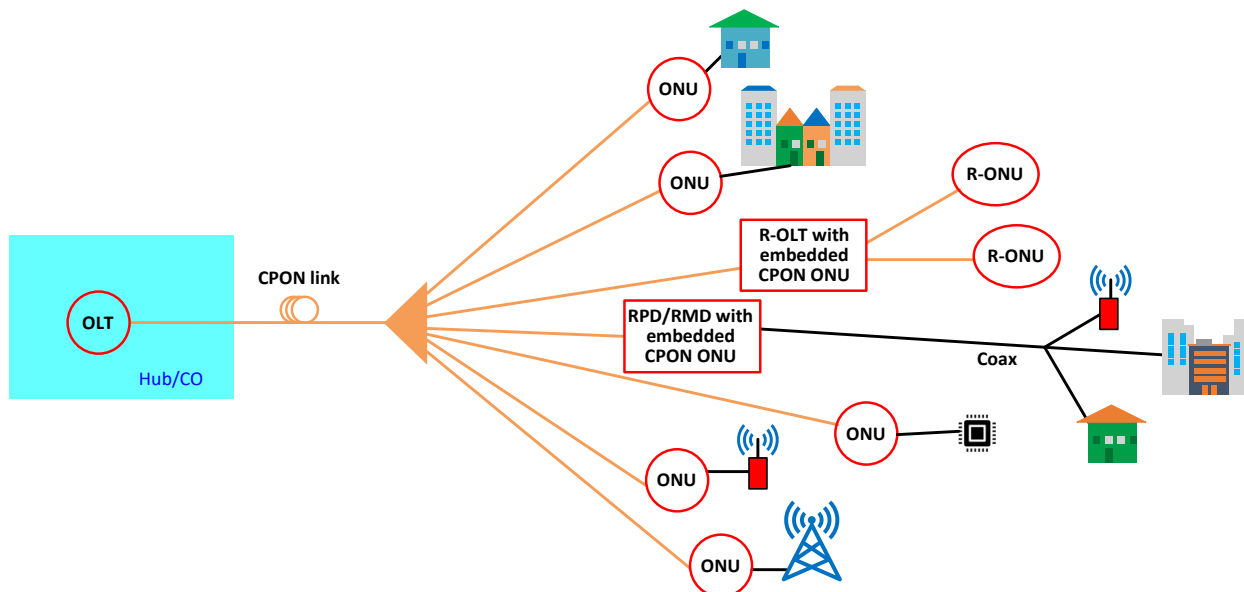 ONU
ONU
R-ONU
R-OLT with
embedded
CPON ONU
R-ONU
CPON link
OLT
RPD/RMD with
embedded
CPON ONU
Coax
Hub/CO
ONU
ONU
ONU